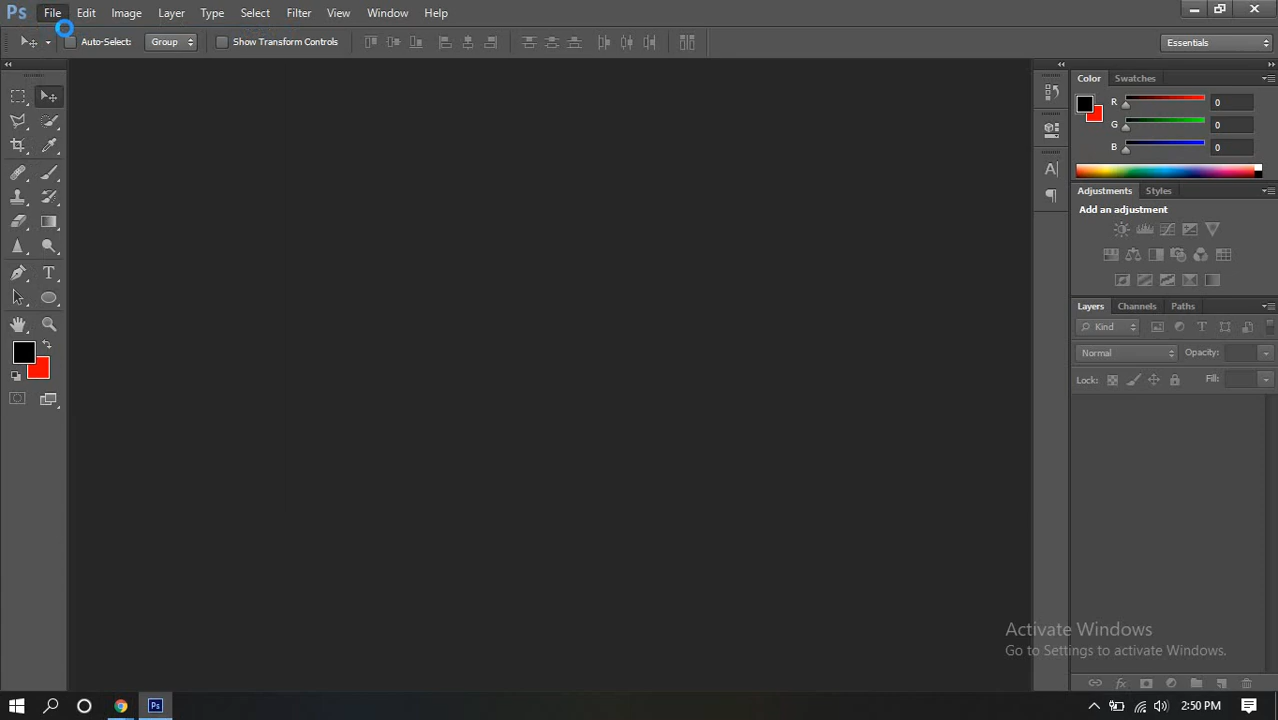 Ps File Edit Image Layer Type Select Filter View Window Help
Auto-Select: Group Show Transform Controls Essentials
Color Swatches
R 0
G 0
B 0
Adjustments Styles
Add an adjustment
Layers Channels Paths
Kind
Normal Opacity:
Lock: Fill:
Activate Windows
Go to Settings to activate Windows.
Ps 2:50 PM